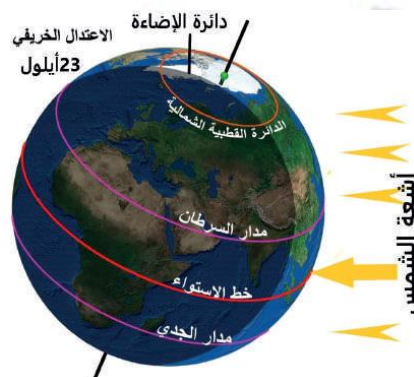 دائرة الإضاءة
الاعتدال الخريفي
23أيلول
الدائرة القطبية الشمالية
أشعة الشمس
مدار السرطان
خط الاستواء
مدار الجدي